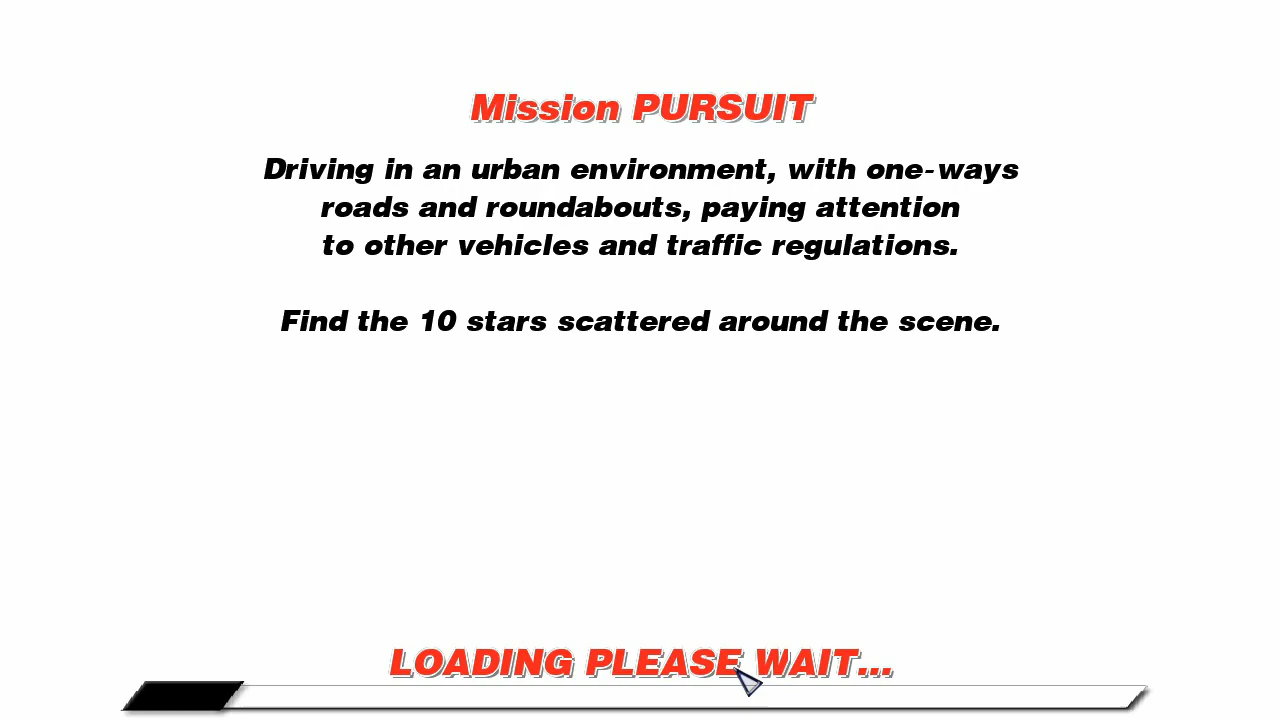 Mission PURSUIT
Driving in an urban environment, with one-ways
roads and roundabouts, paying attention
to other vehicles and traffic regulations.
Find the 10 stars scattered around the scene.
LOADING PLEASE WAIT...